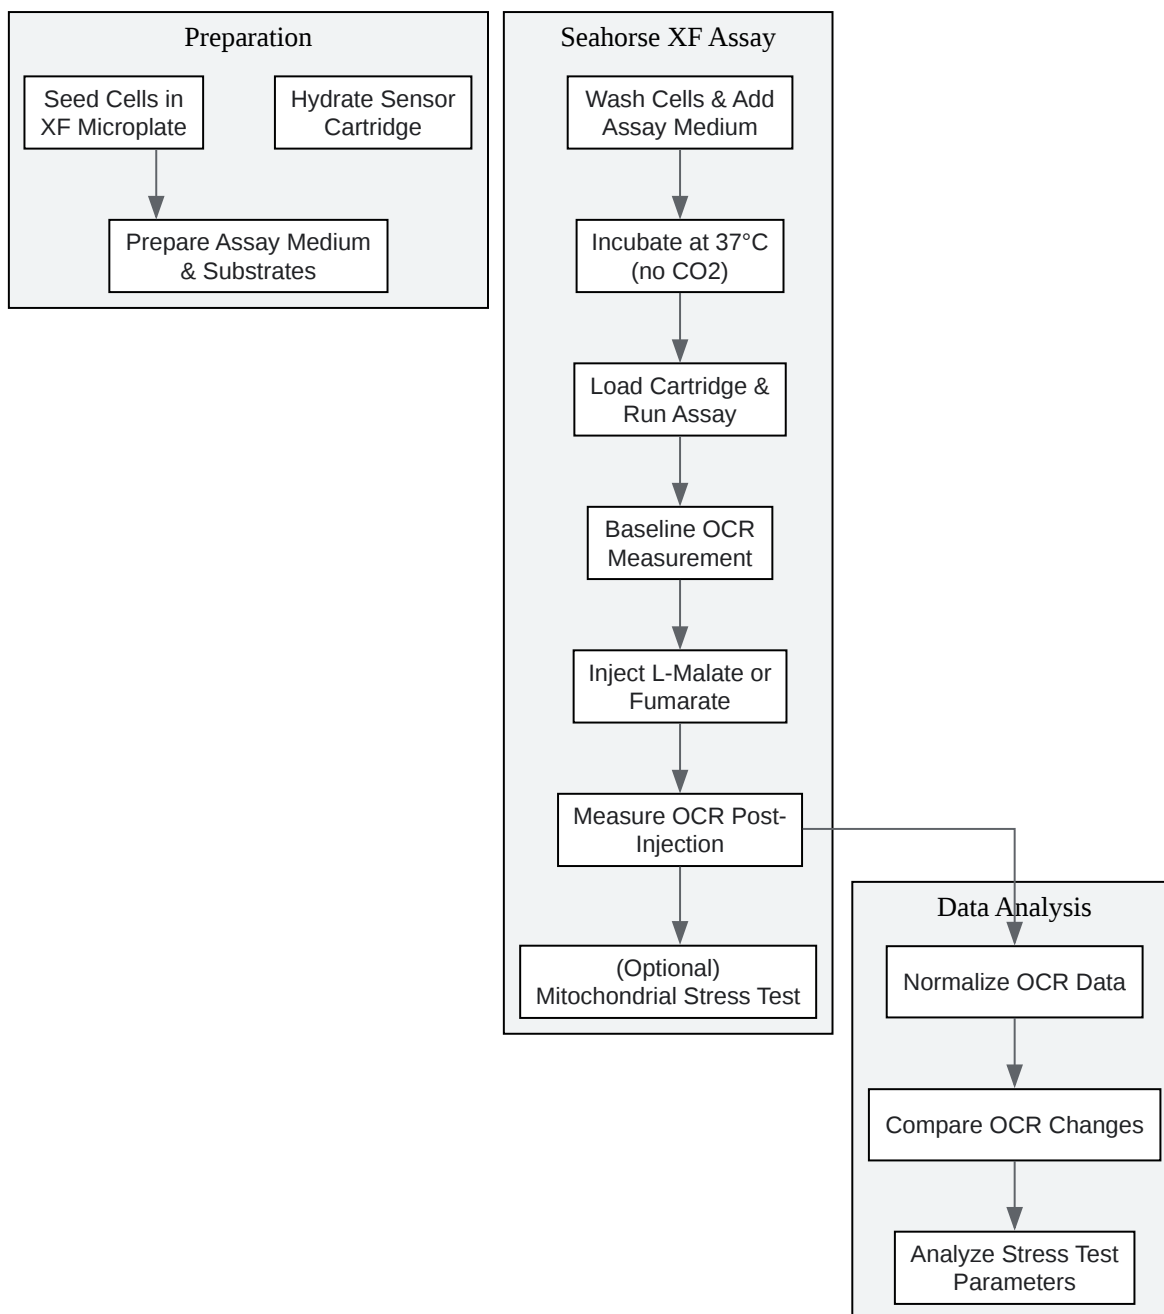 Preparation
Seed Cells in
XF Microplate
Hydrate Sensor
Cartridge
Prepare Assay Medium
& Substrates
Seahorse XF Assay
Wash Cells & Add
Assay Medium
Incubate at 37°C
(no CO2)
Load Cartridge &
Run Assay
Baseline OCR
Measurement
Inject L-Malate or
Fumarate
Measure OCR Post-
Injection
(Optional)
Mitochondrial Stress Test
Data Analysis
Normalize OCR Data
Compare OCR Changes
Analyze Stress Test
Parameters